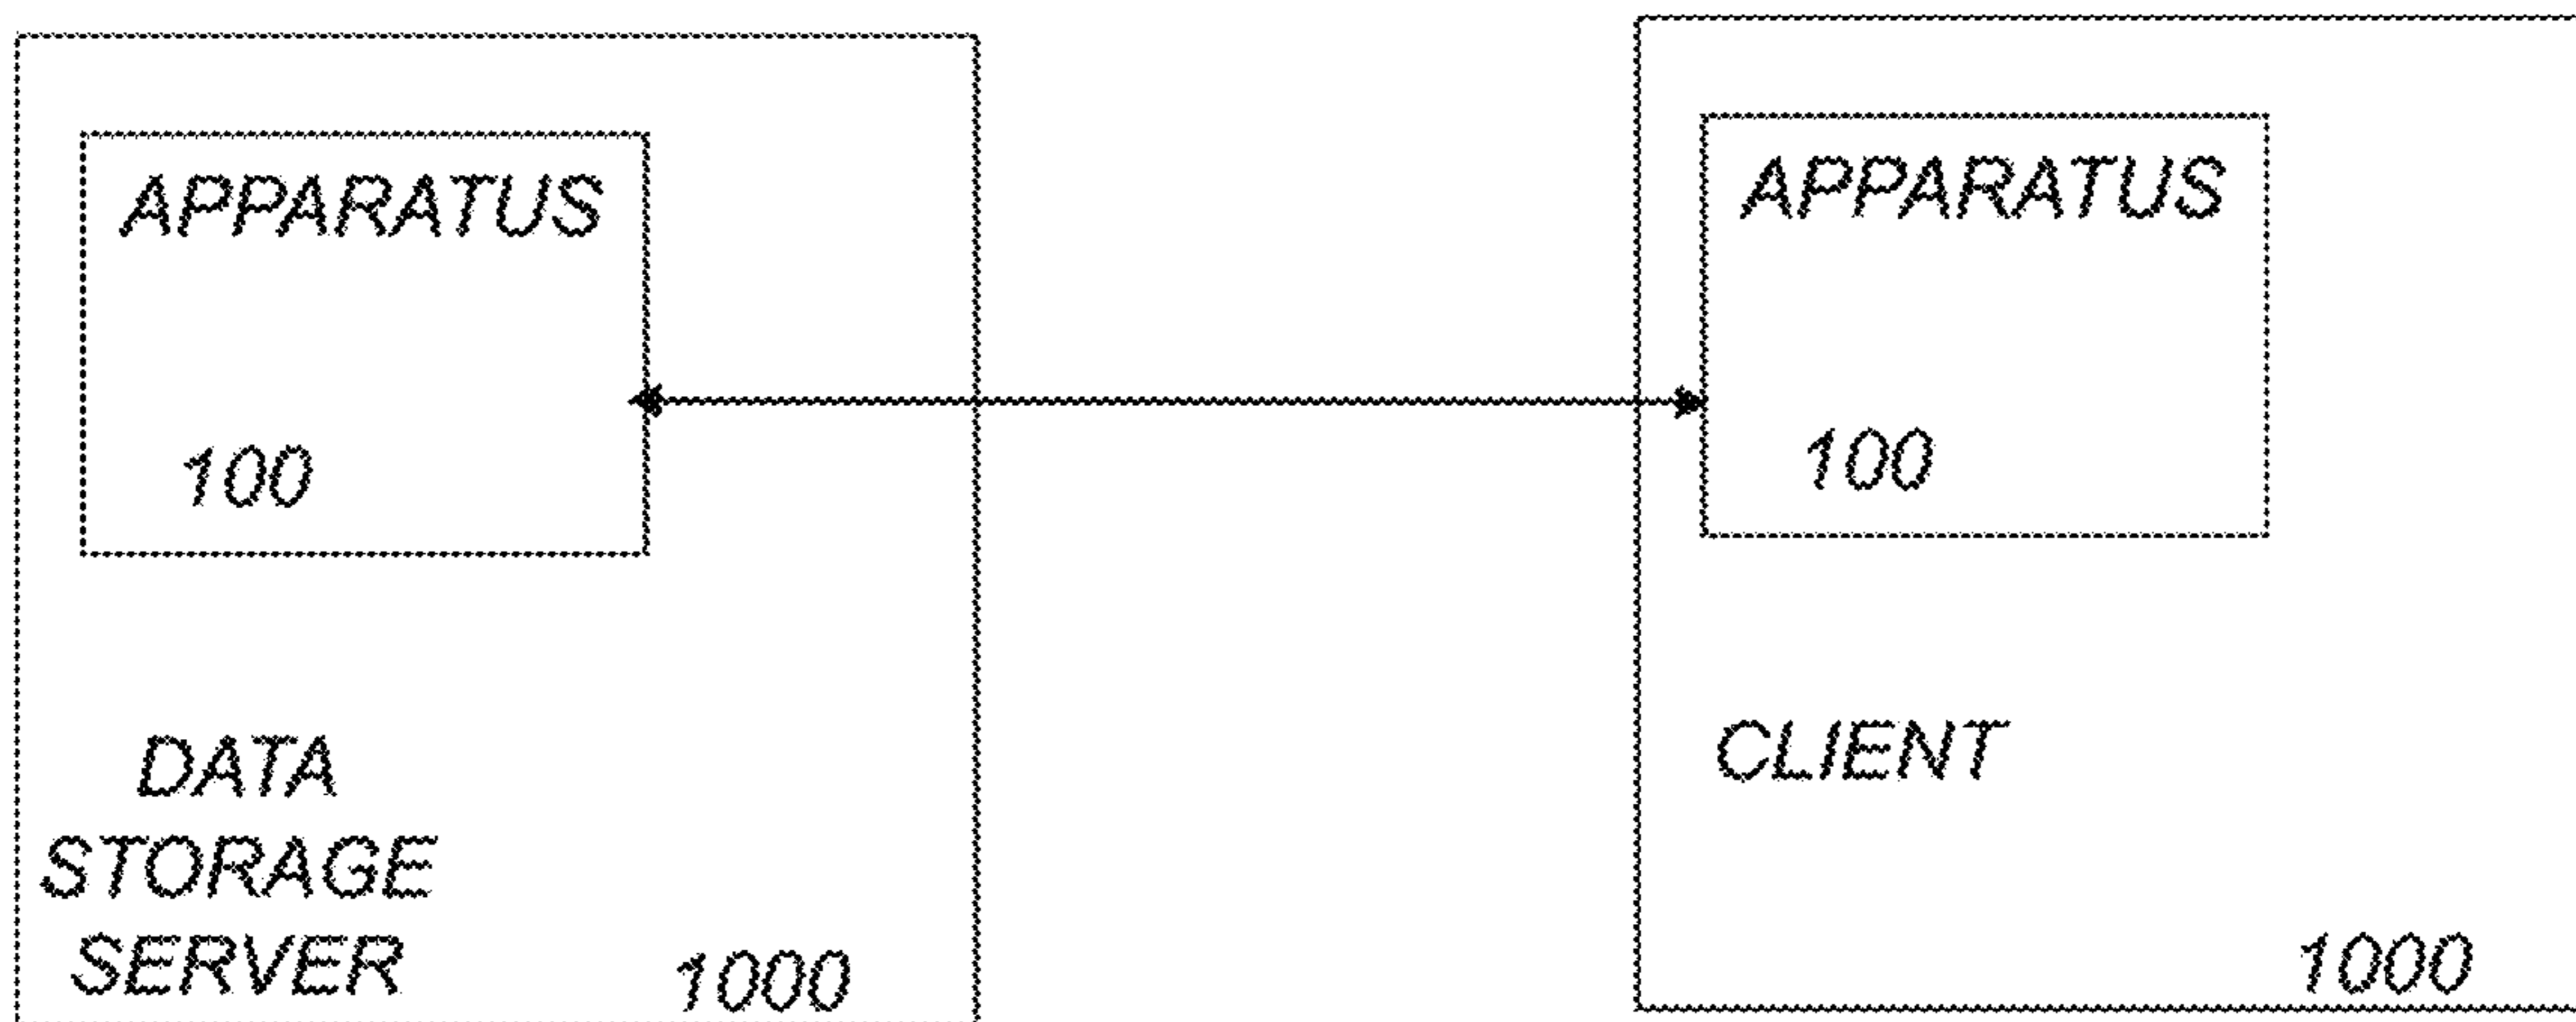 APPARATUS
100
DATA
STORAGE
SERVER
1000
APPARATUS
100
CLIENT
1000